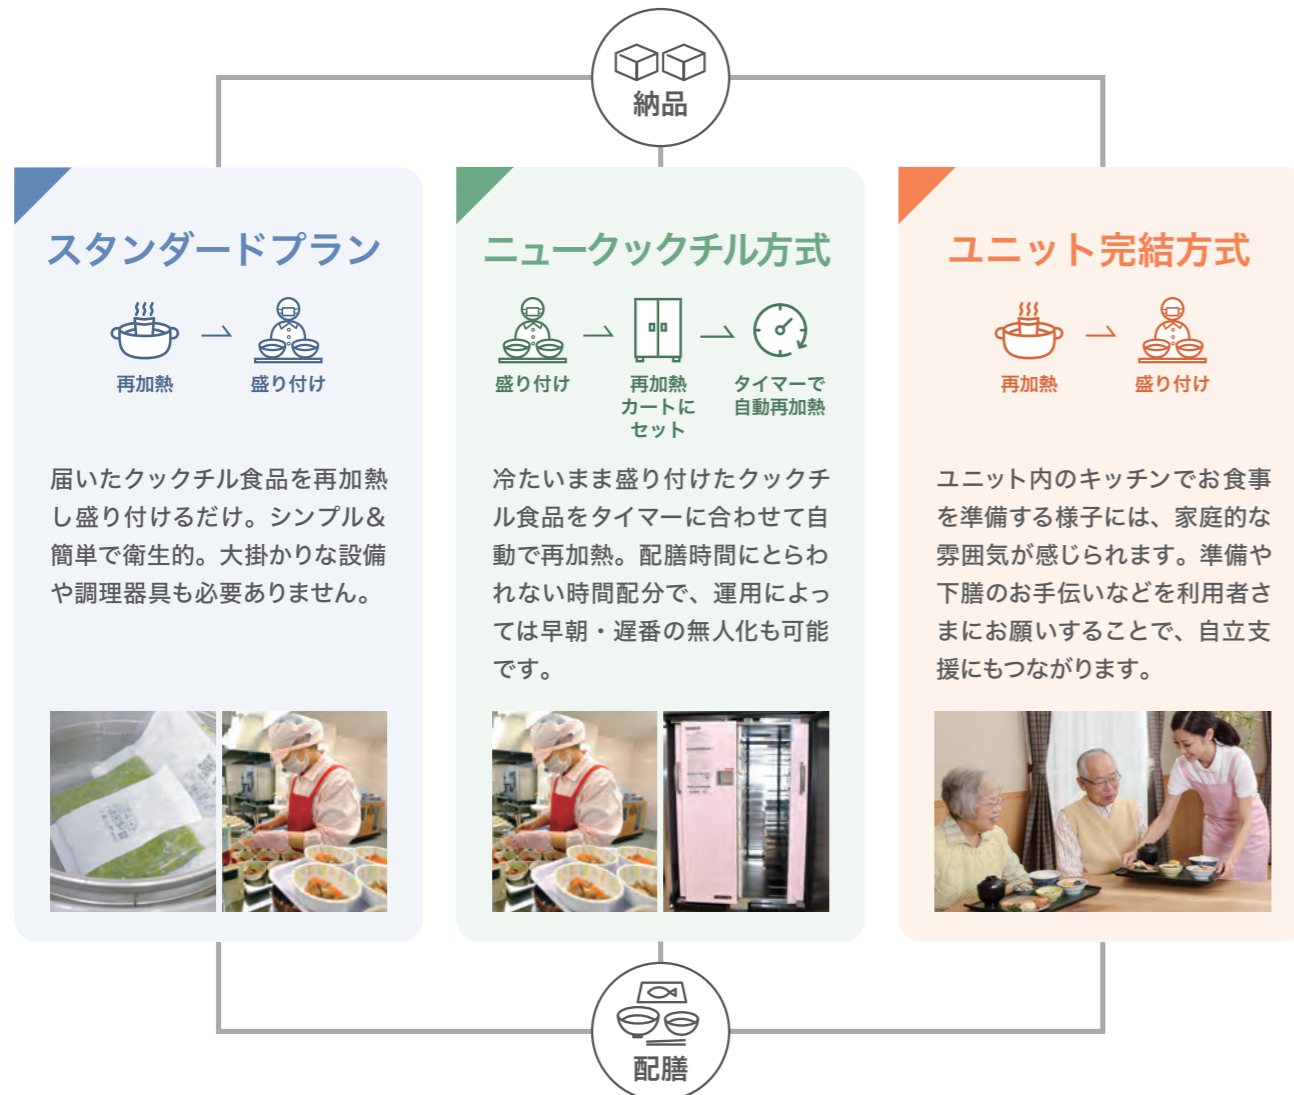 納品
スタンダードプラン
再加熱
盛り付け
届いたクックチル食品を再加熱
し盛り付けるだけ。シンプル＆
簡単で衛生的。大掛かりな設備
や調理器具も必要ありません。
ニュークックチル方式
盛り付け
再加熱
カートに
セット
タイマーで
自動再加熱
冷たいまま盛り付けたクックチ
ル食品をタイマーに合わせて自
動で再加熱。配膳時間にとらわ
れない時間配分で、運用によっ
ては早朝・遅番の無人化も可能
です。
ユニット完結方式
再加熱
盛り付け
ユニット内のキッチンでお食事
を準備する様子には、家庭的な
雰囲気が感じられます。準備や
下膳のお手伝いなどを利用者さ
まにお願いすることで、自立支
援にもつながります。
配膳